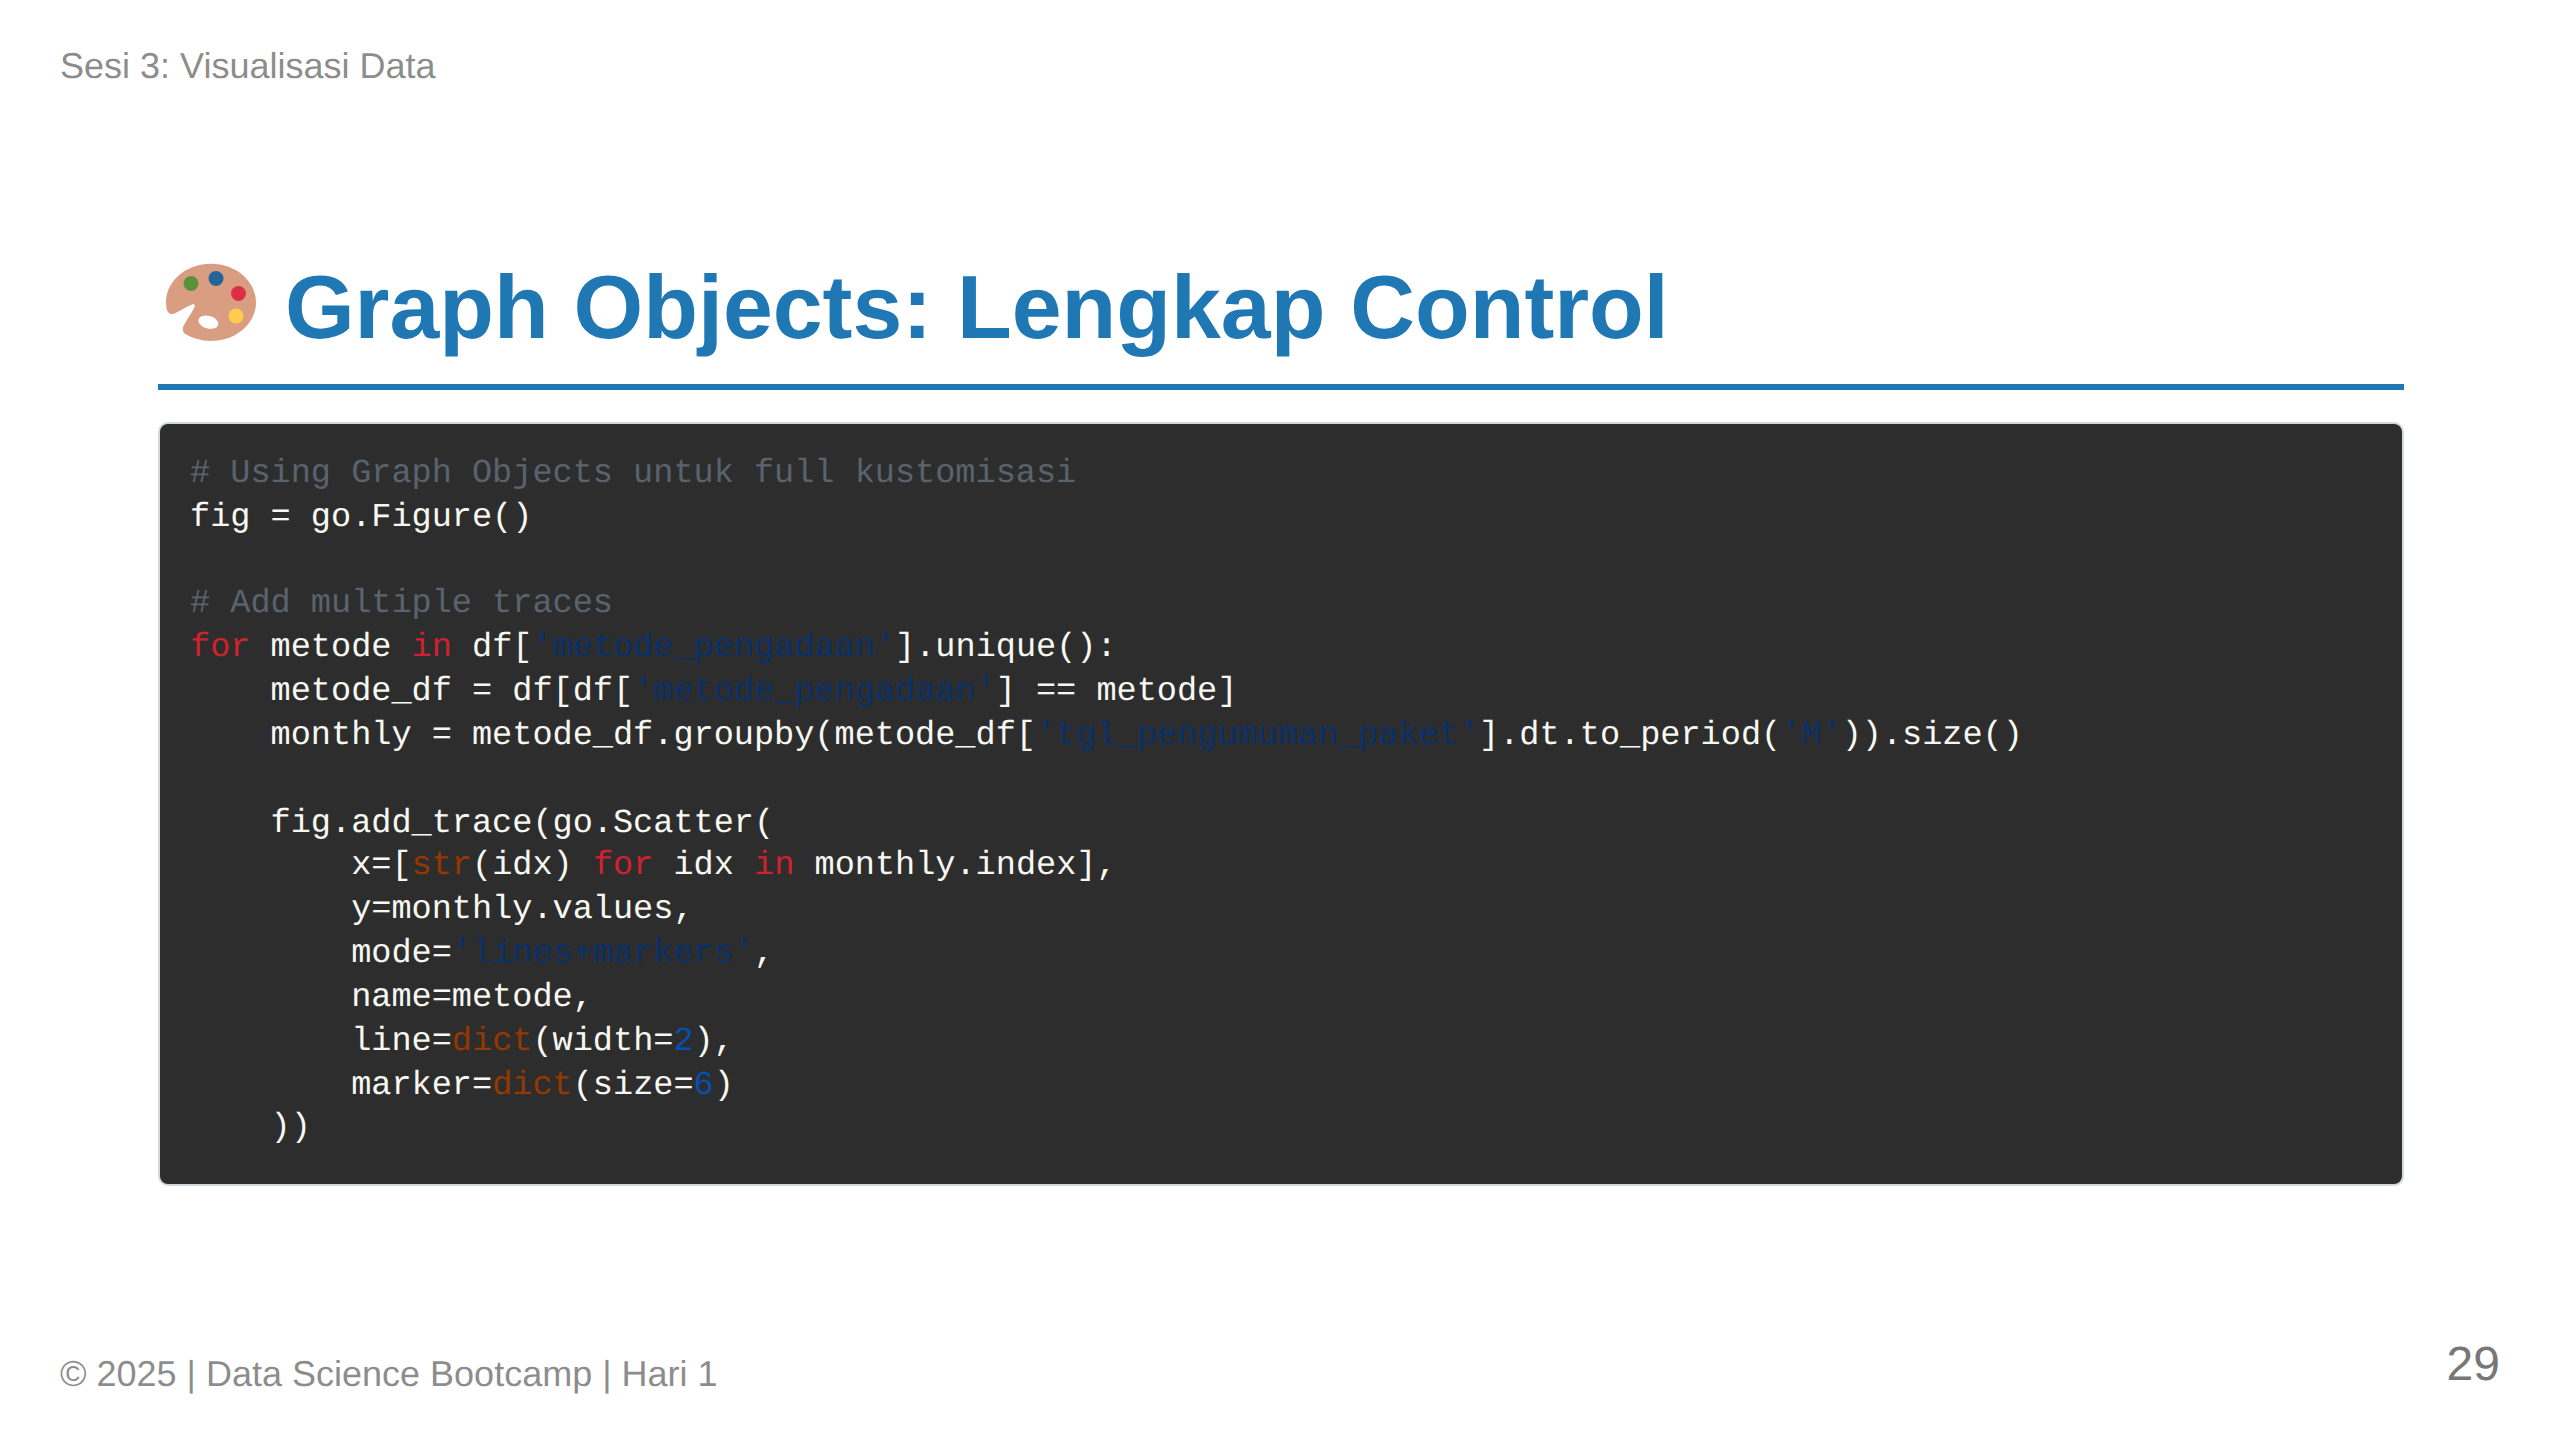 Sesi 3: Visualisasi Data
🎨 Graph Objects: Lengkap Control
# Using Graph Objects untuk full kustomisasi
fig = go.Figure()
# Add multiple traces
for metode in df['metode_pengadaan'].unique():
    metode_df = df[df['metode_pengadaan'] == metode]
    monthly = metode_df.groupby(metode_df['tgl_pengumuman_paket'].dt.to_period('M')).size()
    fig.add_trace(go.Scatter(
        x=[str(idx) for idx in monthly.index],
        y=monthly.values,
        mode='lines+markers',
        name=metode,
        line=dict(width=2),
        marker=dict(size=6)
    ))
© 2025 | Data Science Bootcamp | Hari 1
29